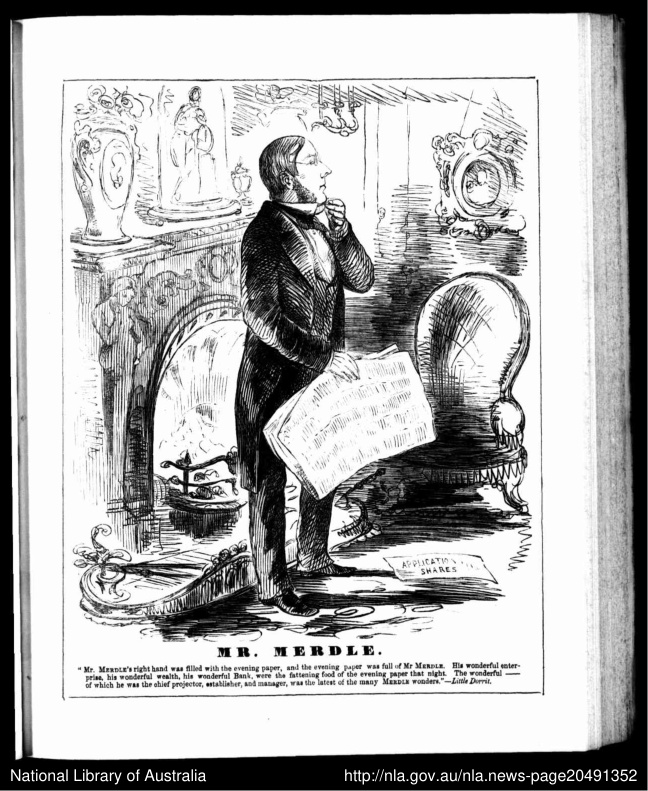 APPLICATION
SHARES
MR. MERDLE.
"Mr. MERDLE'S right hand was filled with the evening paper, and the evening paper was full of Mr MERDLE. His wonderful enter-
prise, his wonderful wealth, his wonderful Bank, were the fattening food of the evening paper that night. The wonderful ——
of which he was the chief projector, establisher, and manager, was the latest of the many MERDLE wonders."—Little Dorrit.
National Library of Australia
http://nla.gov.au/nla.news-page20491352